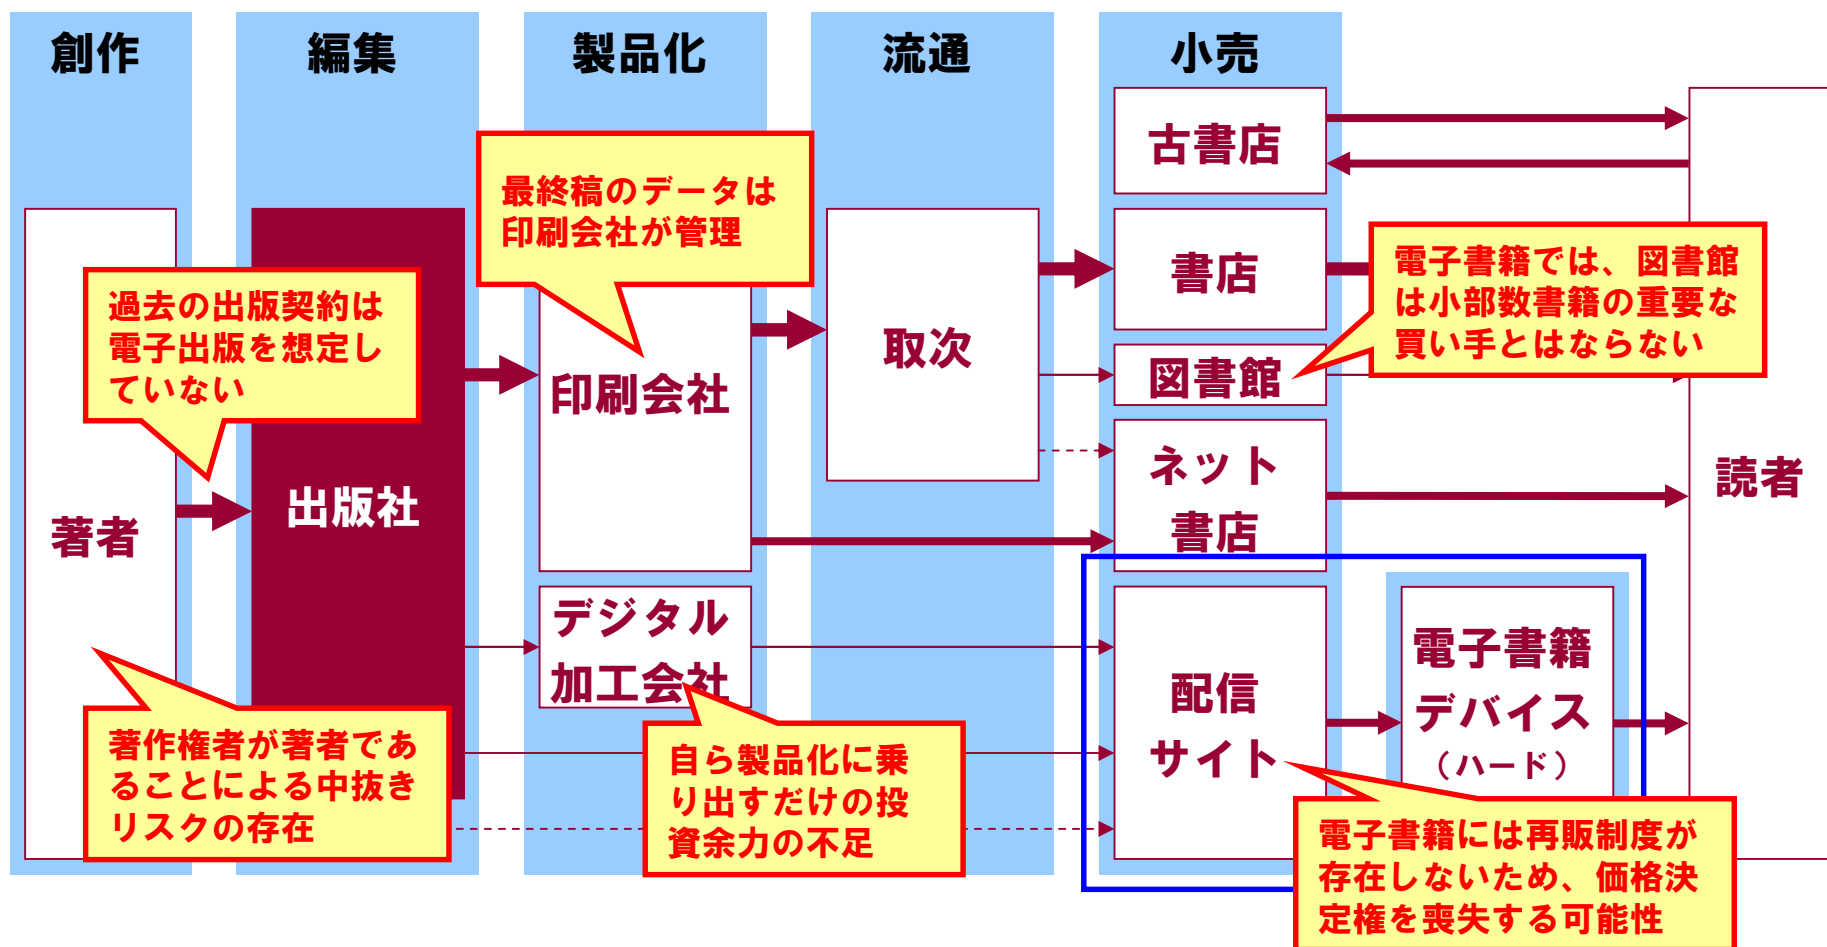 創作
編集
製品化
流通
小売
著者
出版社
印刷会社
デジタル
加工会社
取次
古書店
書店
図書館
ネット
書店
配信
サイト
電子書籍
デバイス
（ハード）
読者
過去の出版契約は
電子出版を想定し
ていない
最終稿のデータは
印刷会社が管理
電子書籍では、図書館
は小部数書籍の重要な
買い手とはならない
著作権者が著者であ
ることによる中抜き
リスクの存在
自ら製品化に乗
り出すだけの投
資余力の不足
電子書籍には再販制度が
存在しないため、価格決
定権を喪失する可能性